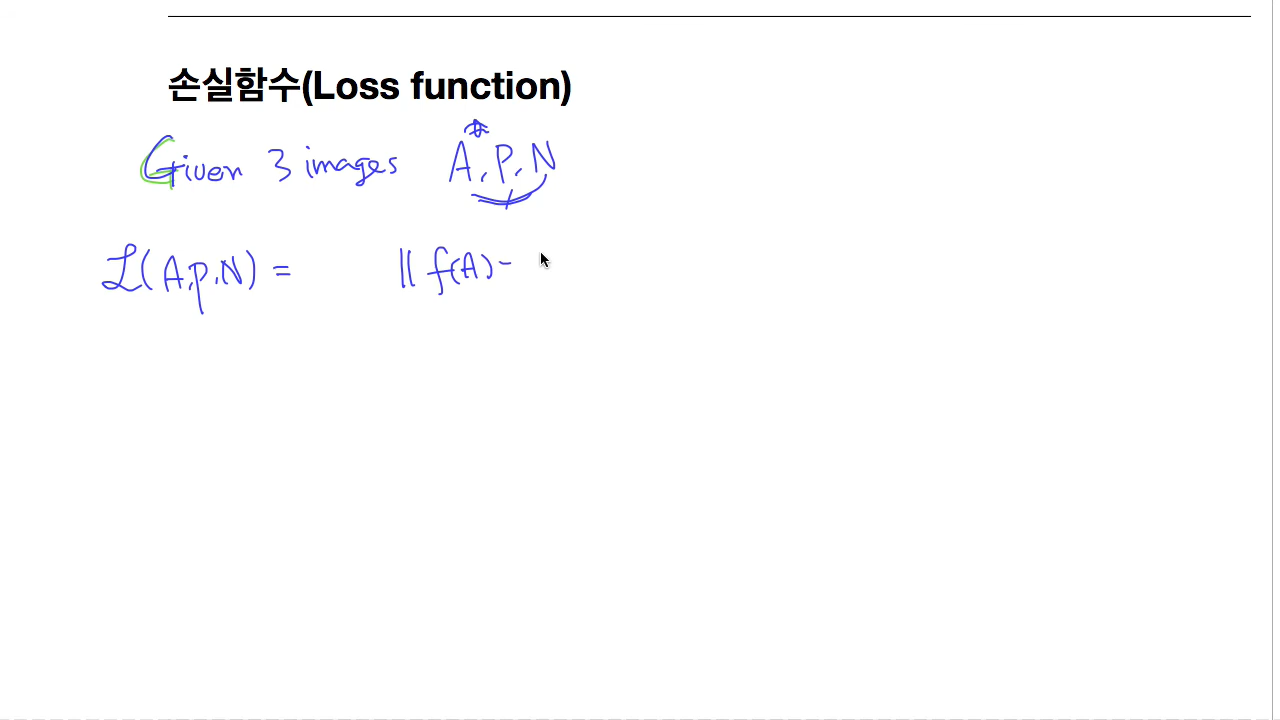 손실함수(Loss function)
Given 3 images A, P, N
L(A,P,N) = || f(A) -